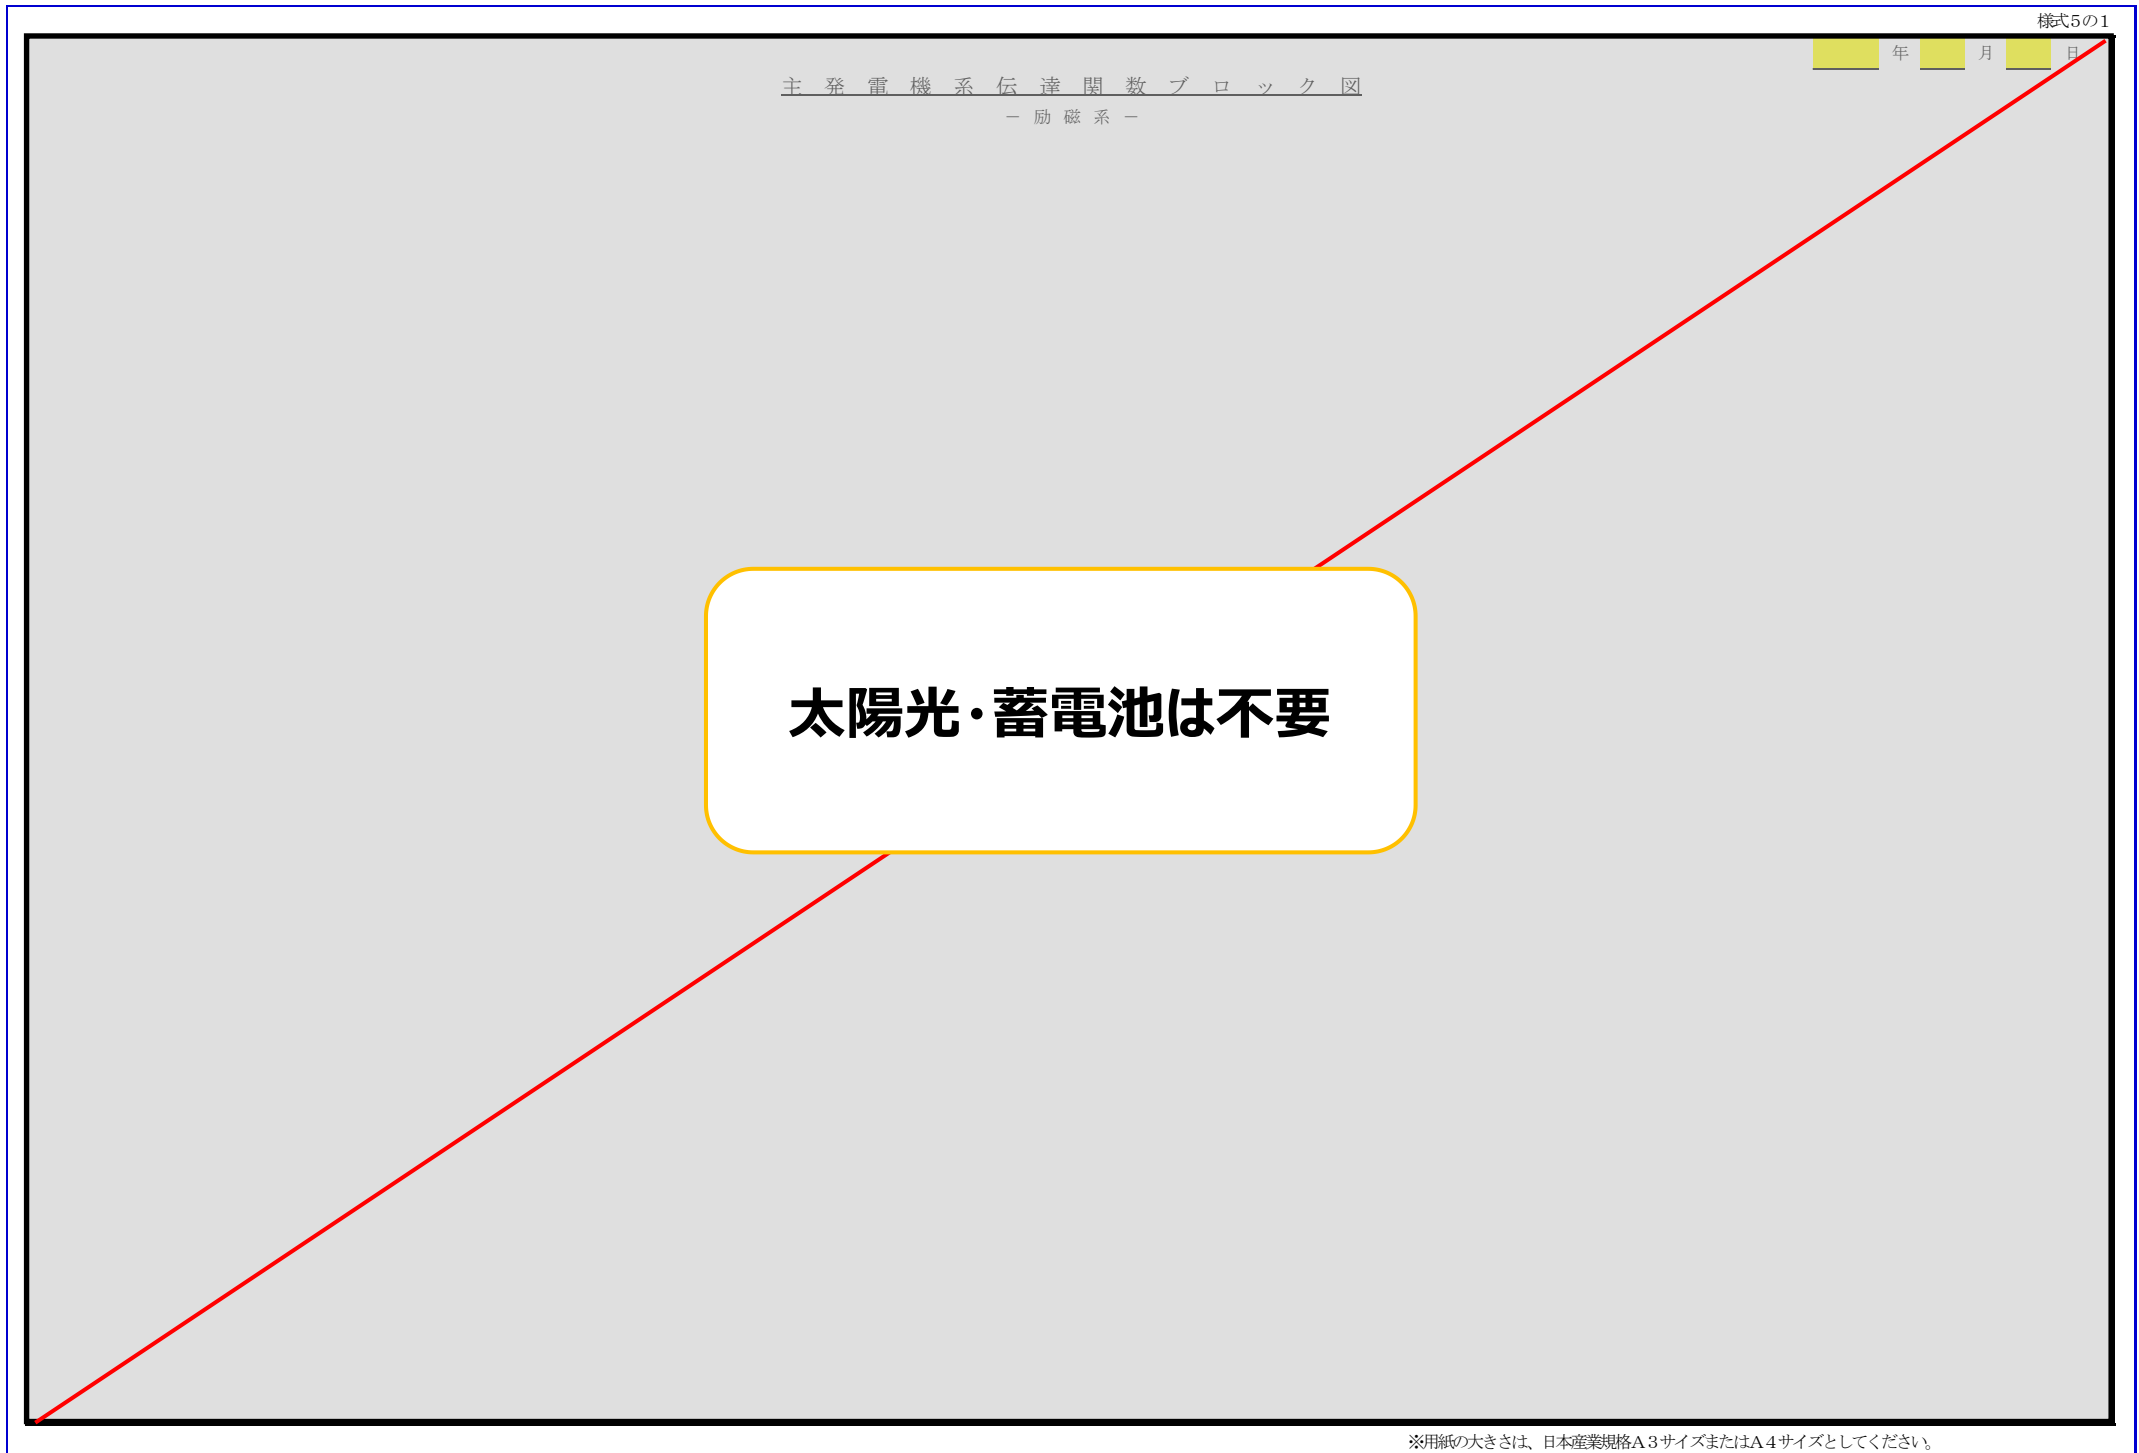 様式5の1
年 月 日
主発電機系伝達関数ブロック図
－励磁系－
太陽光・蓄電池は不要
※用紙の大きさは、日本産業規格A3サイズまたはA4サイズとしてください。